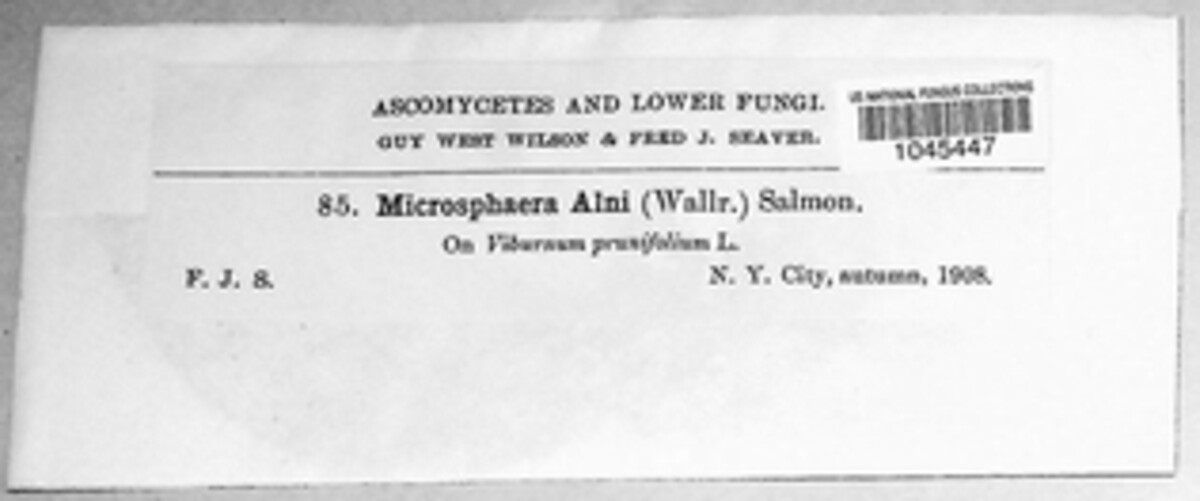 ASCOMYCETES AND LOWER FUNGI.
GUY WEST WILSON & FRED J. SEAVER.
US NATIONAL FUNGUS COLLECTIONS
1045447
85. Microsphaera Alni (Wallr.) Salmon.
On Viburnum prunifolium L.
F. J. S.
N. Y. City, autumn, 1908.